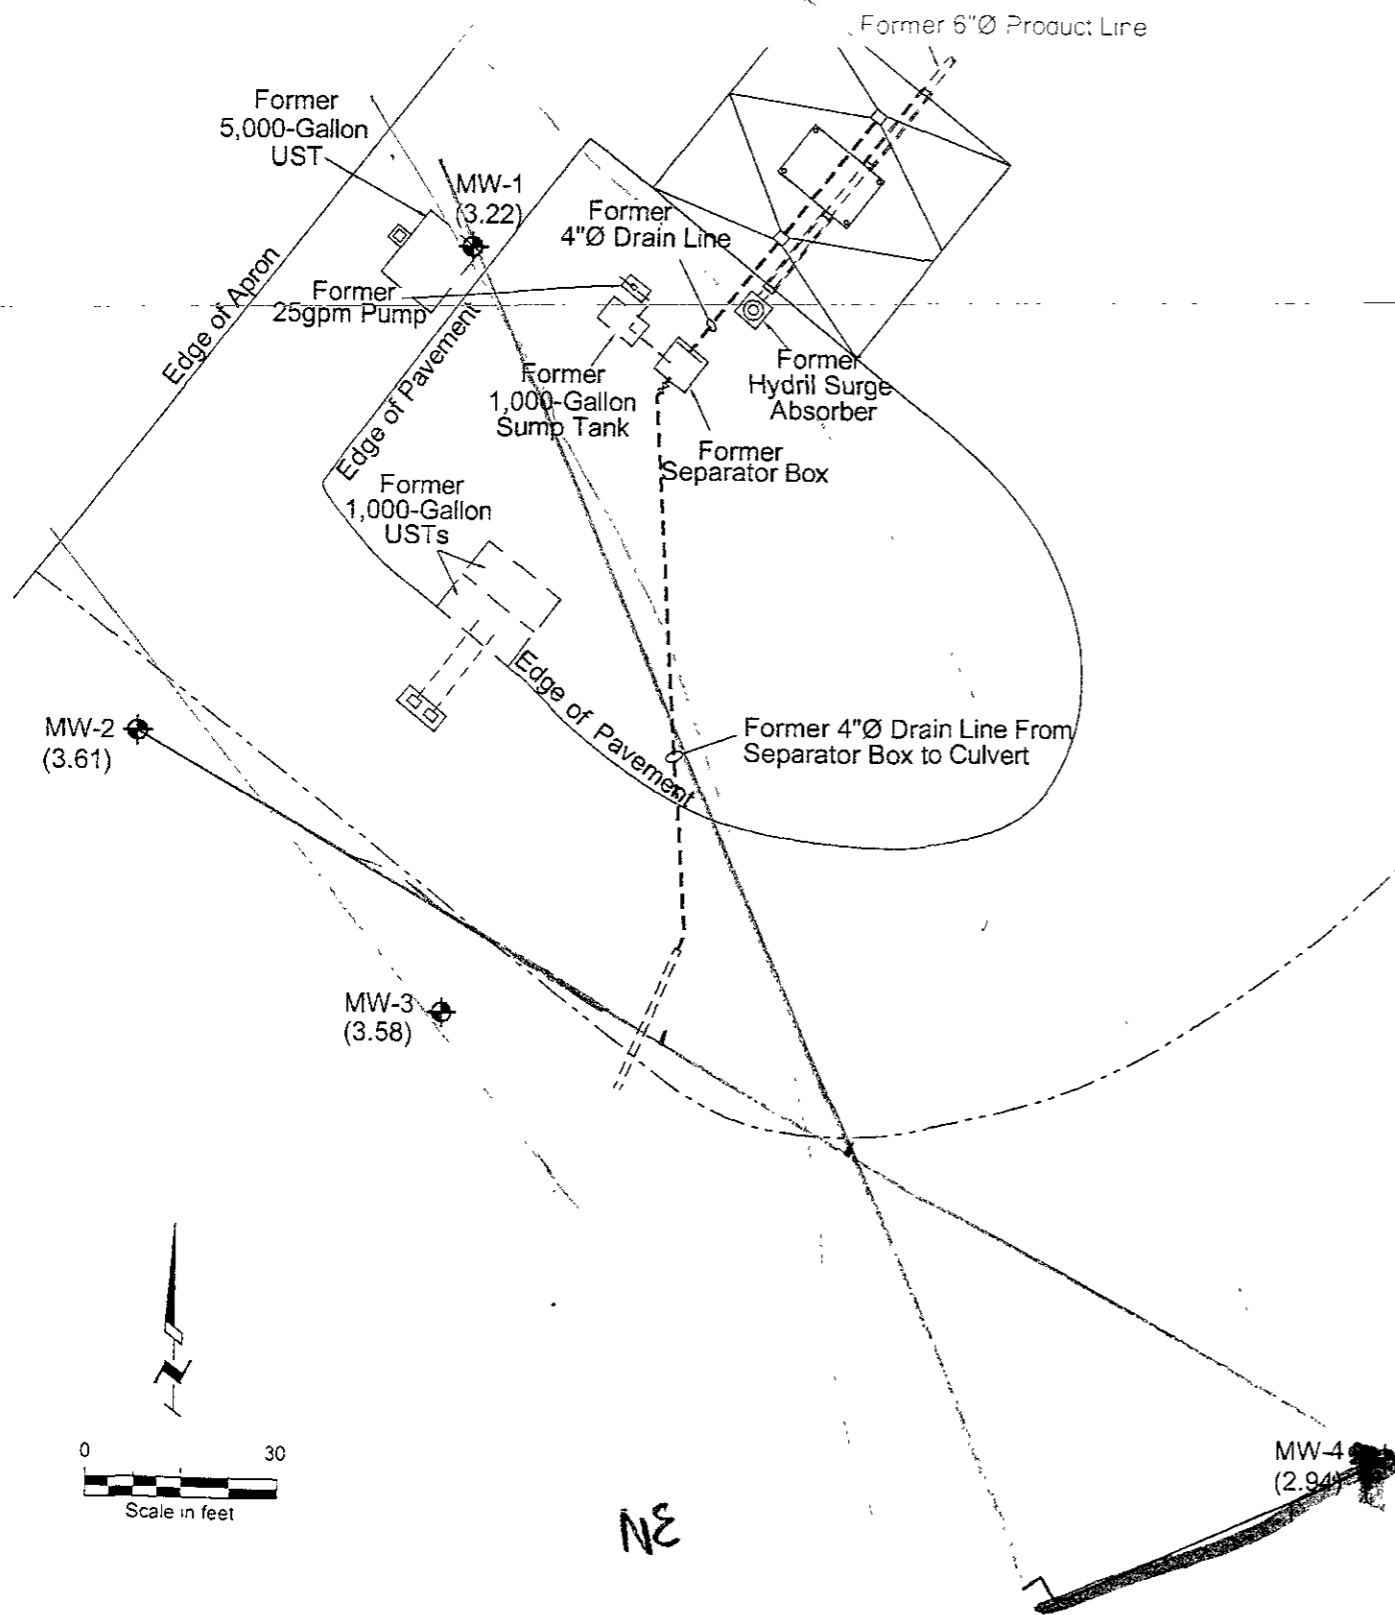 Former 6"Ø Product Line
Former
5,000-Gallon
UST
MW-1
(3.22)
Former
4"Ø Drain Line
Edge of Apron
Former
25gpm Pump
Edge of Pavement
Former
1,000-Gallon
Sump Tank
Former
Hydril Surge
Absorber
Former
Separator Box
Former
1,000-Gallon
USTs
Edge of Pavement
MW-2
(3.61)
Former 4"Ø Drain Line From
Separator Box to Culvert
MW-3
(3.58)
N
0 30
Scale in feet
MW-4
(2.94)
NE